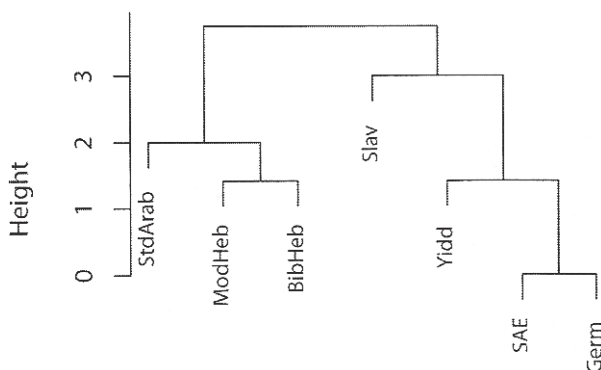 Height
3
2
1
0
StdArab
ModHeb
BibHeb
Slav
Yidd
SAE
Germ